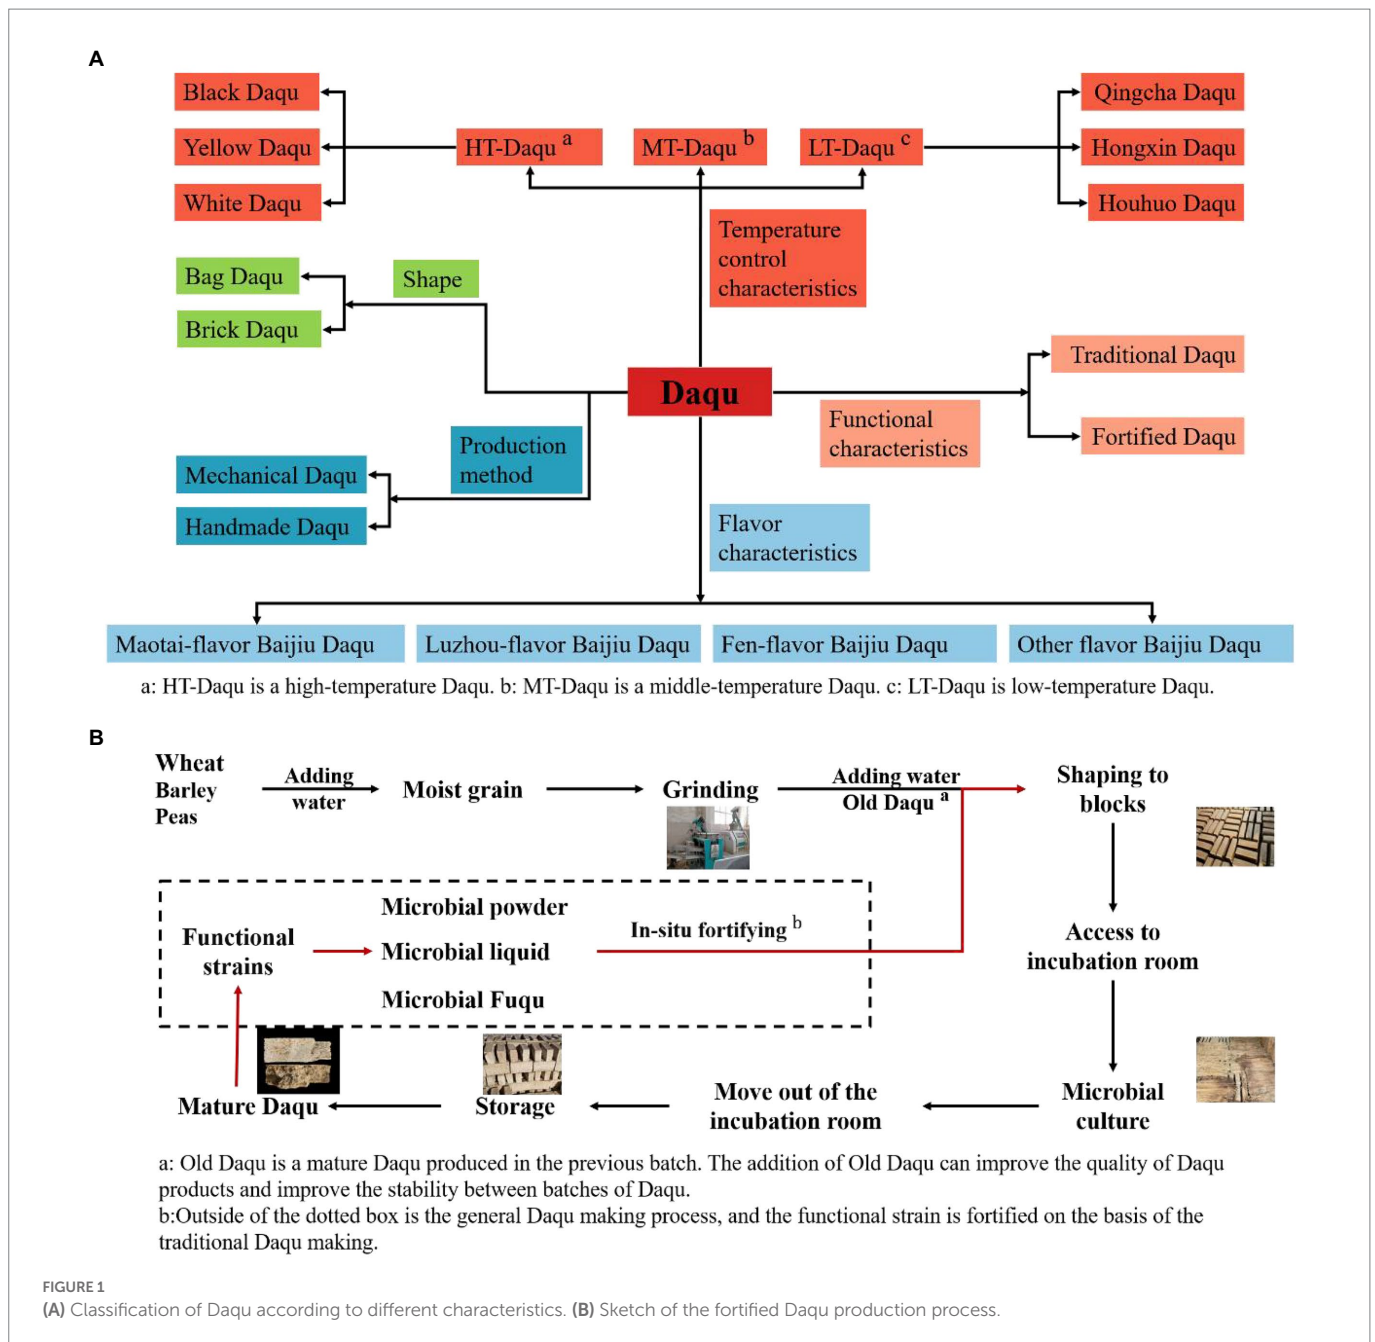 A
Black Daqu
Yellow Daqu
White Daqu
HT-Daqu a
MT-Daqu b
LT-Daqu c
Qingcha Daqu
Hongxin Daqu
Houhuo Daqu
Temperature
control
characteristics
Bag Daqu
Brick Daqu
Shape
Daqu
Traditional Daqu
Fortified Daqu
Functional
characteristics
Production
method
Mechanical Daqu
Handmade Daqu
Flavor
characteristics
Maotai-flavor Baijiu Daqu
Luzhou-flavor Baijiu Daqu
Fen-flavor Baijiu Daqu
Other flavor Baijiu Daqu
a: HT-Daqu is a high-temperature Daqu. b: MT-Daqu is a middle-temperature Daqu. c: LT-Daqu is low-temperature Daqu.
B
Wheat
Barley
Peas
Adding
water
Moist grain
Grinding
Adding water
Old Daqu a
Shaping to
blocks
Access to
incubation room
Microbial
culture
Move out of the
incubation room
Storage
Mature Daqu
Functional
strains
Microbial powder
Microbial liquid
Microbial Fuqu
In-situ fortifying b
a: Old Daqu is a mature Daqu produced in the previous batch. The addition of Old Daqu can improve the quality of Daqu
products and improve the stability between batches of Daqu.
b:Outside of the dotted box is the general Daqu making process, and the functional strain is fortified on the basis of the
traditional Daqu making.
FIGURE 1
(A) Classification of Daqu according to different characteristics. (B) Sketch of the fortified Daqu production process.